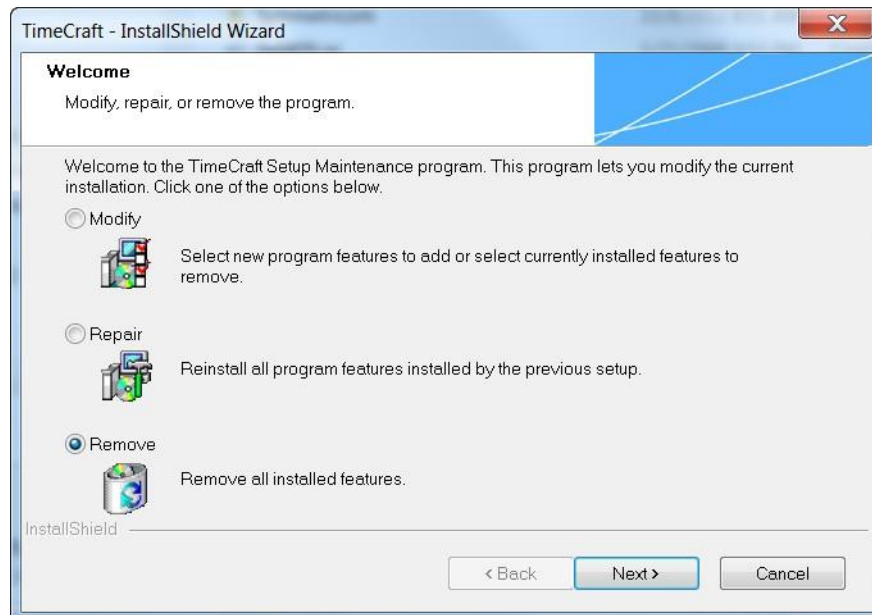 TimeCraft - InstallShield Wizard
Welcome
Modify, repair, or remove the program.
Welcome to the TimeCraft Setup Maintenance program. This program lets you modify the current
installation. Click one of the options below.
Modify
Select new program features to add or select currently installed features to
remove.
Repair
Reinstall all program features installed by the previous setup.
Remove
Remove all installed features.
InstallShield
< Back
Next >
Cancel